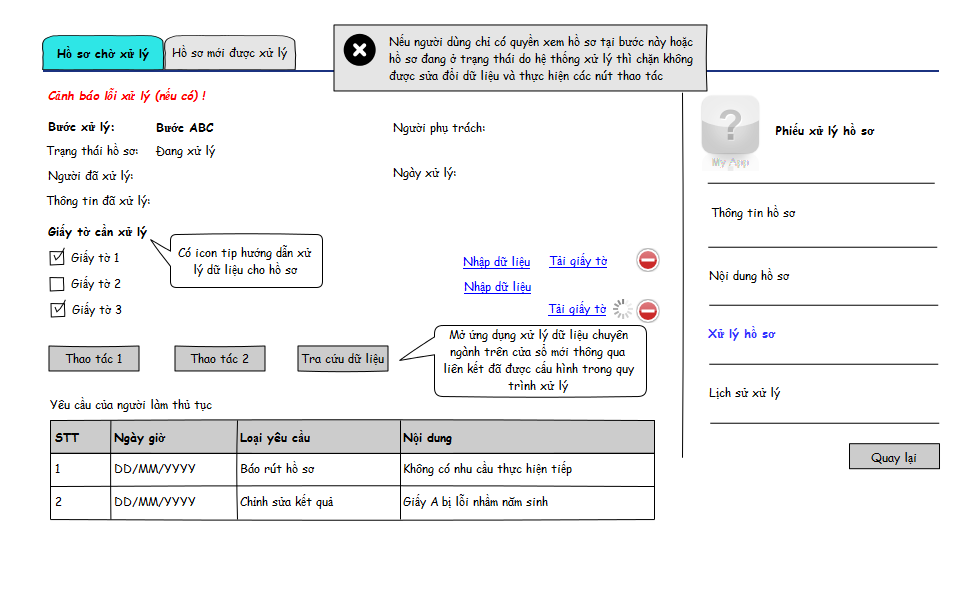 Hồ sơ chờ xử lý
Hồ sơ mới được xử lý
Nếu người dùng chỉ có quyền xem hồ sơ tại bước này hoặc
hồ sơ đang ở trạng thái do hệ thống xử lý thì chặn không
được sửa đổi dữ liệu và thực hiện các nút thao tác
Cảnh báo lỗi xử lý (nếu có) !
Bước xử lý: Bước ABC
Người phụ trách:
Trạng thái hồ sơ: Đang xử lý
Người đã xử lý:
Ngày xử lý:
Thông tin đã xử lý:
Giấy tờ cần xử lý
Có icon tip hướng dẫn xử
lý dữ liệu cho hồ sơ
Giấy tờ 1
Nhập dữ liệu Tải giấy tờ
Giấy tờ 2
Nhập dữ liệu
Giấy tờ 3
Tải giấy tờ
Thao tác 1
Thao tác 2
Tra cứu dữ liệu
Mở ứng dụng xử lý dữ liệu chuyên
ngành trên cửa sổ mới thông qua
liên kết đã được cấu hình trong quy
trình xử lý
Yêu cầu của người làm thủ tục
STT Ngày giờ Loại yêu cầu Nội dung
1 DD/MM/YYYY Báo rút hồ sơ Không có nhu cầu thực hiện tiếp
2 DD/MM/YYYY Chỉnh sửa kết quả Giấy A bị lỗi nhầm năm sinh
?
My App
Phiếu xử lý hồ sơ
Thông tin hồ sơ
Nội dung hồ sơ
Xử lý hồ sơ
Lịch sử xử lý
Quay lại